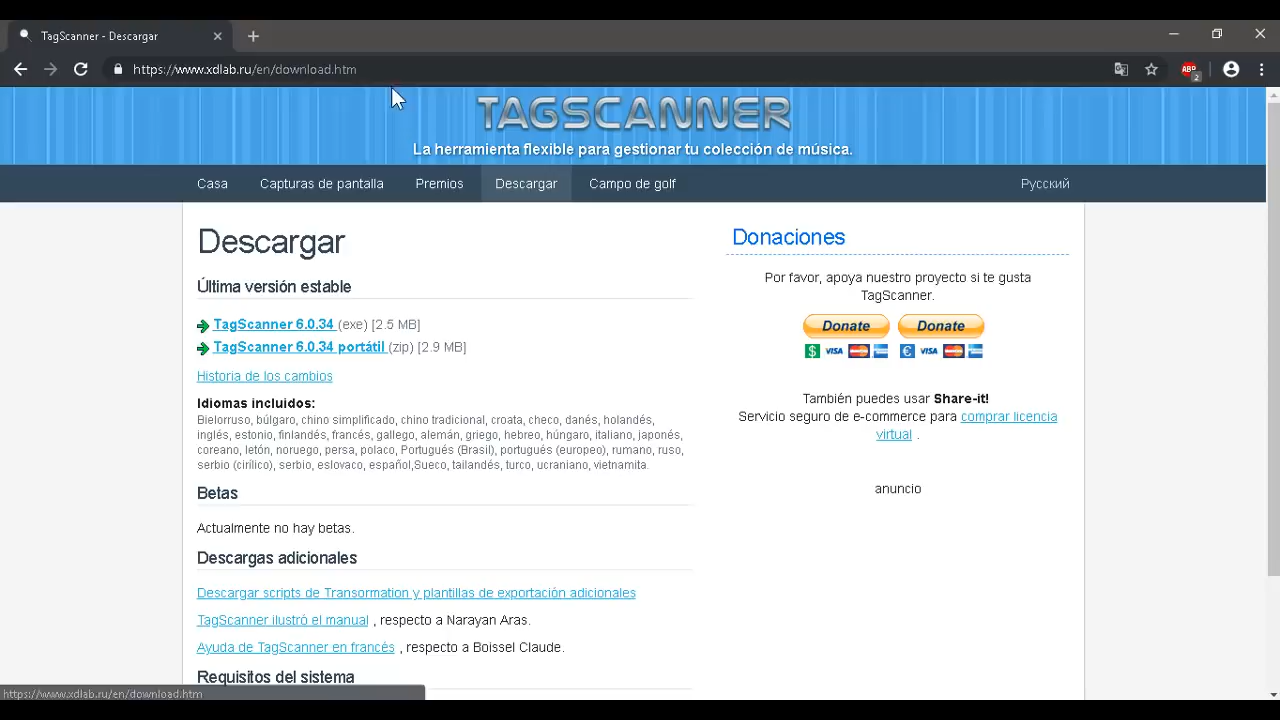 TagScanner - Descargar
https://www.xdlab.ru/en/download.htm
ABP
2
TAGSCANNER
La herramienta flexible para gestionar tu colección de música.
Casa
Capturas de pantalla
Premios
Descargar
Campo de golf
Русский
Descargar
Última versión estable
TagScanner 6.0.34 (exe) [2.5 MB]
TagScanner 6.0.34 portátil (zip) [2.9 MB]
Historia de los cambios
Idiomas incluidos:
Bielorruso, búlgaro, chino simplificado, chino tradicional, croata, checo, danés, holandés,
inglés, estonio, finlandés, francés, gallego, alemán, griego, hebreo, húngaro, italiano, japonés,
coreano, letón, noruego, persa, polaco, Portugués (Brasil), portugués (europeo), rumano, ruso,
serbio (cirílico), serbio, eslovaco, español,Sueco, tailandés, turco, ucraniano, vietnamita.
Betas
Actualmente no hay betas.
Descargas adicionales
Descargar scripts de Transormation y plantillas de exportación adicionales
TagScanner ilustró el manual , respecto a Narayan Aras.
Ayuda de TagScanner en francés , respecto a Boissel Claude.
Requisitos del sistema
Donaciones
Por favor, apoya nuestro proyecto si te gusta
TagScanner.
Donate
Donate
$ VISA
€ VISA
También puedes usar Share-it!
Servicio seguro de e-commerce para comprar licencia
virtual .
anuncio
https://www.xdlab.ru/en/download.htm